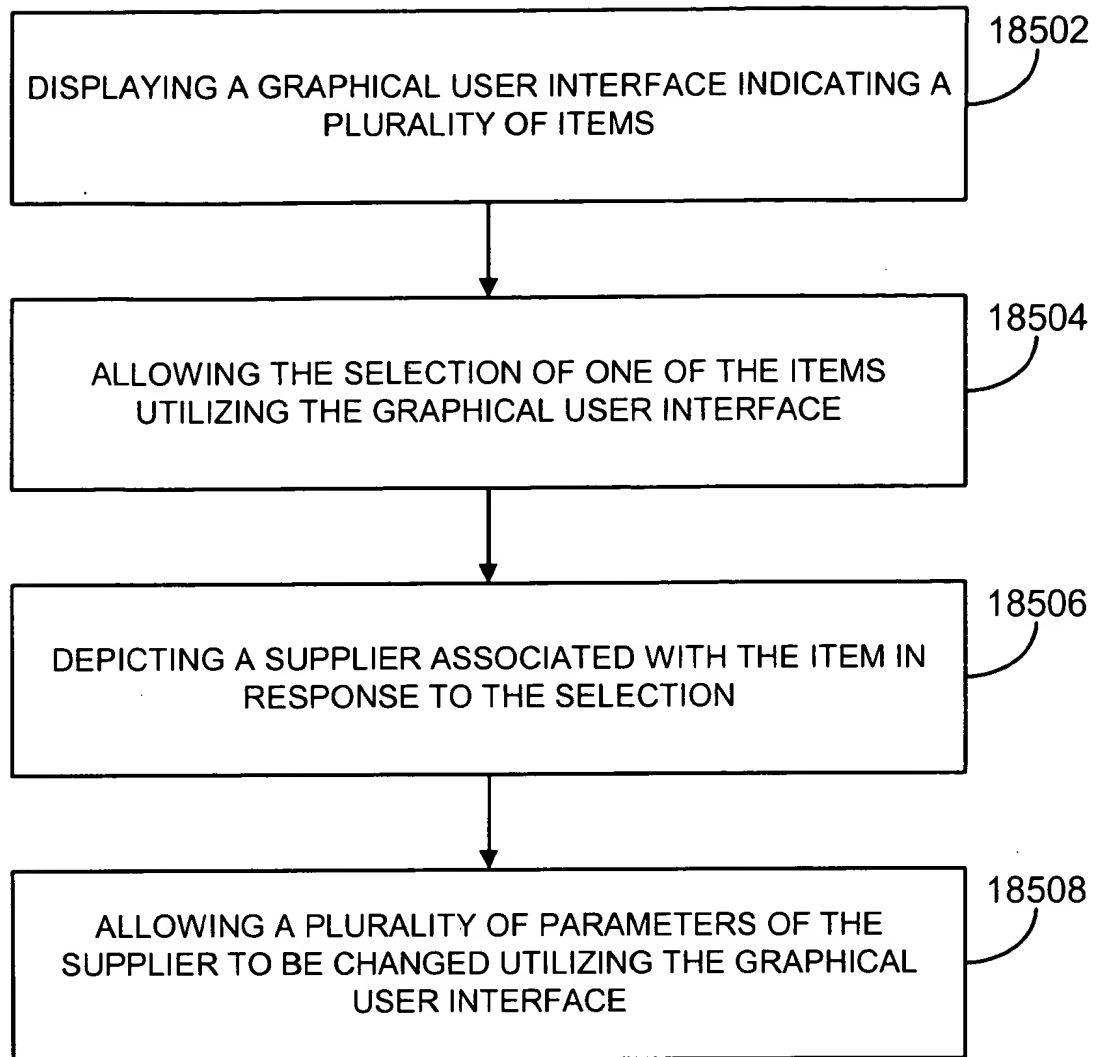 18502
DISPLAYING A GRAPHICAL USER INTERFACE INDICATING A
PLURALITY OF ITEMS
18504
ALLOWING THE SELECTION OF ONE OF THE ITEMS
UTILIZING THE GRAPHICAL USER INTERFACE
18506
DEPICTING A SUPPLIER ASSOCIATED WITH THE ITEM IN
RESPONSE TO THE SELECTION
18508
ALLOWING A PLURALITY OF PARAMETERS OF THE
SUPPLIER TO BE CHANGED UTILIZING THE GRAPHICAL
USER INTERFACE